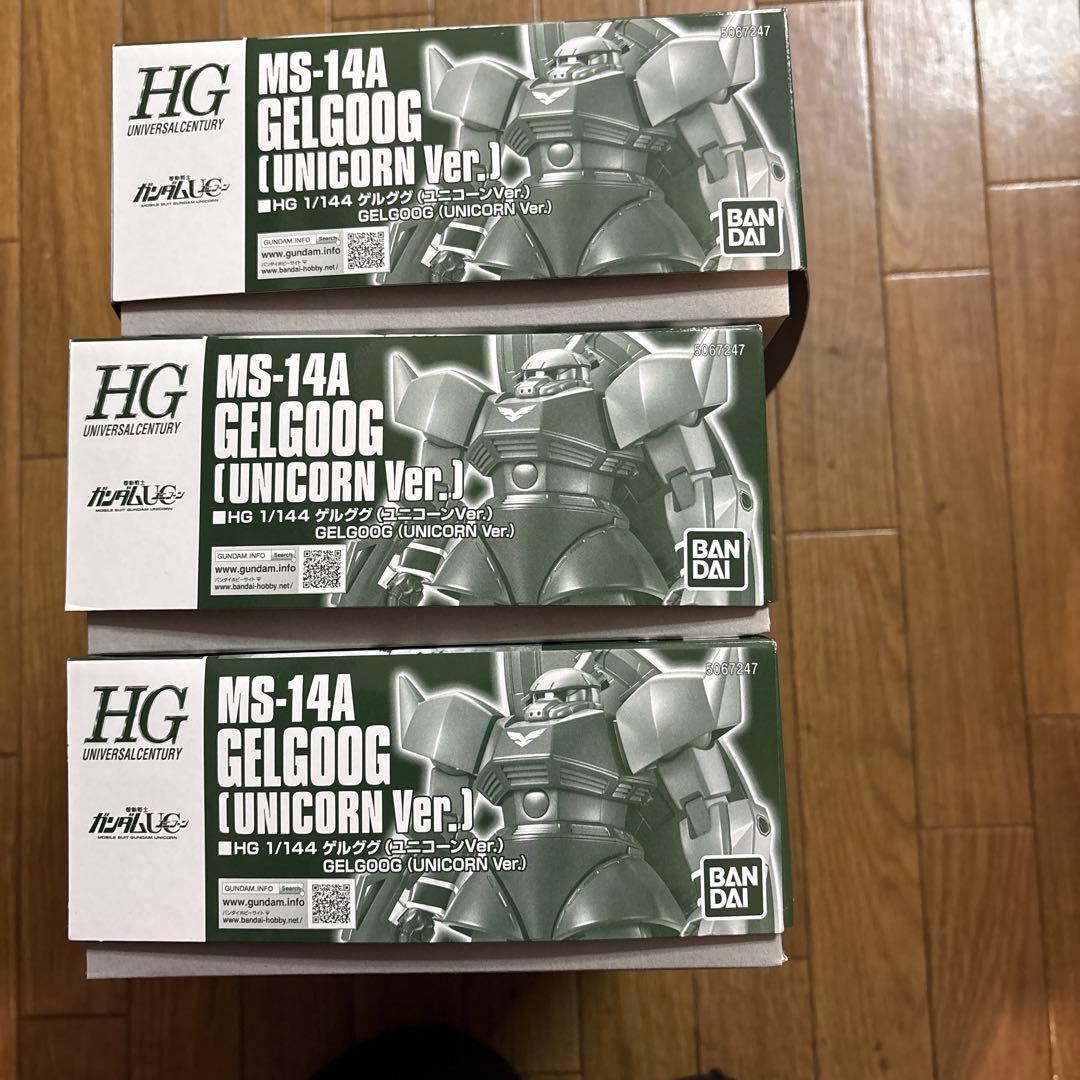 HG
UNIVERSAL CENTURY
機動戦士
ガンダムUC
MOBILE SUIT GUNDAM UNICORN
MS-14A
GELGOOG
(UNICORN Ver.)
■HG 1/144 ゲルググ (ユニコーンVer.)
GELGOOG (UNICORN Ver.)
GUNDAM.INFO Search
www.gundam.info
バンダイホビーサイト
www.bandai-hobby.net/
5067247
BAN
DAI
HG
UNIVERSAL CENTURY
機動戦士
ガンダムUC
MOBILE SUIT GUNDAM UNICORN
MS-14A
GELGOOG
(UNICORN Ver.)
■HG 1/144 ゲルググ (ユニコーンVer.)
GELGOOG (UNICORN Ver.)
GUNDAM.INFO Search
www.gundam.info
バンダイホビーサイト
www.bandai-hobby.net/
5067247
BAN
DAI
HG
UNIVERSAL CENTURY
機動戦士
ガンダムUC
MOBILE SUIT GUNDAM UNICORN
MS-14A
GELGOOG
(UNICORN Ver.)
■HG 1/144 ゲルググ (ユニコーンVer.)
GELGOOG (UNICORN Ver.)
GUNDAM.INFO Search
www.gundam.info
バンダイホビーサイト
www.bandai-hobby.net/
5067247
BAN
DAI